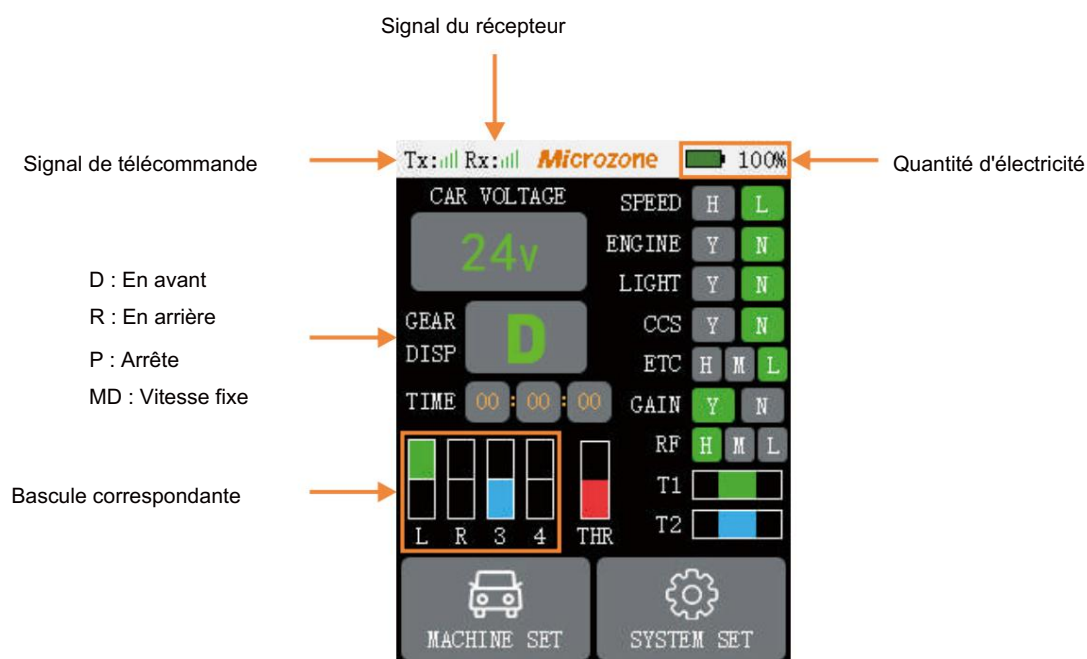 Signal du récepteur
Signal de télécommande
Tx: Rx: Microzone 100%
Quantité d'électricité
CAR VOLTAGE
24v
SPEED H L
ENGINE Y N
LIGHT Y N
D : En avant
R : En arrière
P : Arrête
MD : Vitesse fixe
GEAR
DISP
D
CCS Y N
ETC H M L
TIME 00 : 00 : 00
GAIN Y N
RF H M L
Bascule correspondante
L R 3 4 THR
T1
T2
MACHINE SET
SYSTEM SET